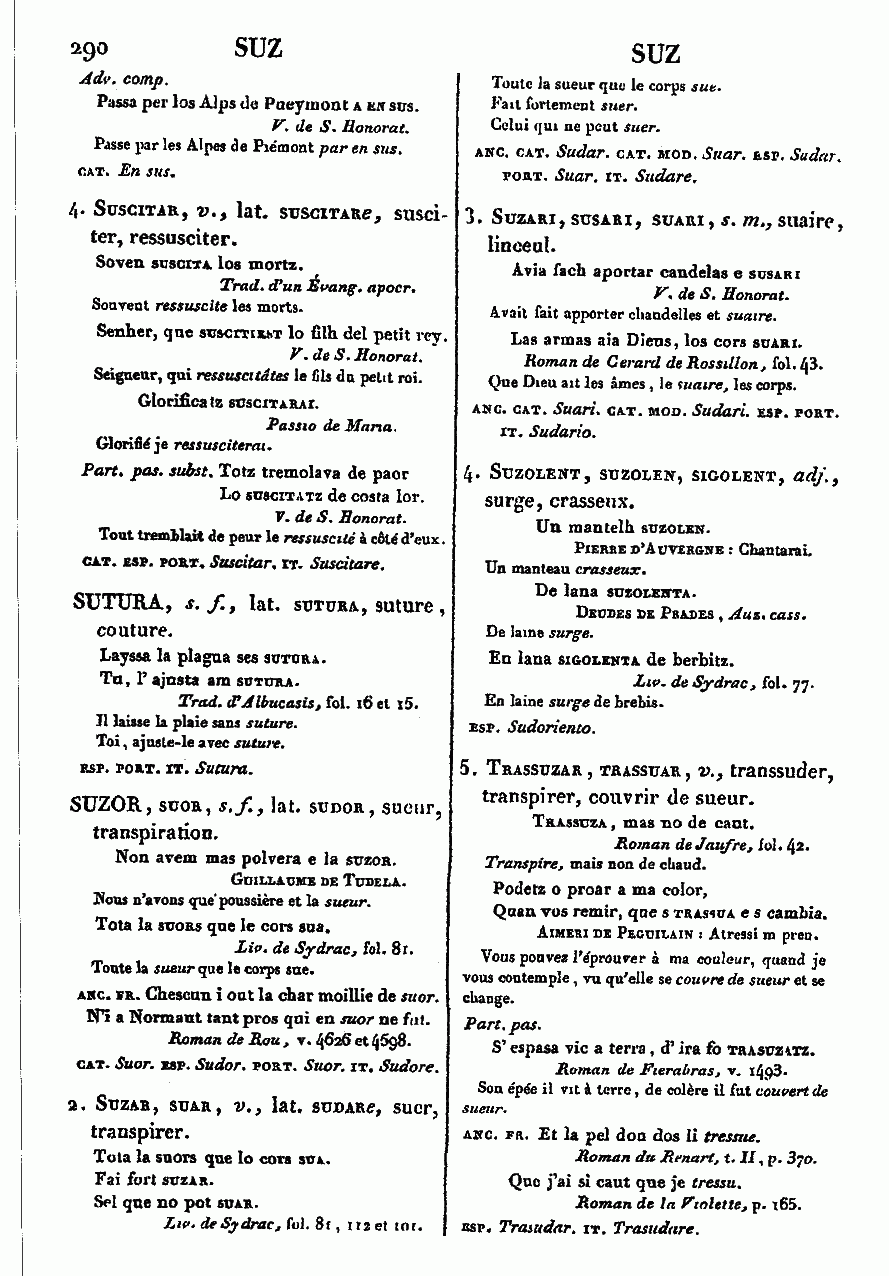 290 SUZ
SUZ
Adv. comp.
Passa per los Alps de Pueymont A EN SUS.
V. de S. Honorat.
Passe par les Alpes de Piémont par en sus.
CAT. En sus.
4. SUSCITAR, v., lat. SUSCITARe, susci-
ter, ressusciter.
Soven SUSCITA los mortz.
Trad. d'un Évang. apocr.
Souvent ressuscite les morts.
Senher, que SUSCITIEST lo filh del petit rey.
V. de S. Honorat.
Seigneur, qui ressuscitâtes le fils du petit roi.
Glorificatz SUSCITARAI.
Passio de Maria.
Glorifié je ressusciterai.
Part. pas. subst. Totz tremolava de paor
Lo SUSCITATZ de costa lor.
V. de S. Honorat.
Tout tremblait de peur le ressuscité à côté d'eux.
CAT. ESP. PORT. Suscitar. IT. Suscitare.
SUTURA, s. f., lat. SUTURA, suture,
couture.
Layssa la plagua ses SUTURA.
Tu, l'ajusta am SUTURA.
Trad. d'Albucasis, fol. 16 et 15.
Il laisse la plaie sans suture.
Toi, ajuste-le avec suture.
ESP. PORT. IT. Sutura.
SUZOR, SUOR, s. f., lat. SUDOR, sueur,
transpiration.
Non avem mas polvera e la SUZOR.
GUILLAUME DE TUDELA.
Nous n'avons que poussière et la sueur.
Tota la SUORS que le cors sua.
Liv. de Sydrac, fol. 81.
Toute la sueur que le corps sue.
ANC. FR. Chescun i out la char moillie de suor.
N'i a Normant tant pros qui en suor ne fut.
Roman de Rou, v. 4626 et 4598.
CAT. Suor. ESP. Sudor. PORT. Suor. IT. Sudore.
2. SUZAR, SUAR, v., lat. SUDARe, suer,
transpirer.
Tota la suors que lo cors SUA.
Fai fort SUZAR.
Sel que no pot SUAR.
Liv. de Sydrac, fol. 81, 112 et 101.
Toute la sueur que le corps sue.
Fait fortement suer.
Celui qui ne peut suer.
ANC. CAT. Sudar. CAT. MOD. Suar. ESP. Sudar.
PORT. Suar. IT. Sudare.
3. SUZARI, SUSARI, SUARI, s. m., suaire,
linceul.
Avia fach aportar candelas e SUSARI
V. de S. Honorat.
Avait fait apporter chandelles et suaire.
Las armas aia Dieus, los cors SUARI.
Roman de Gerard de Rossillon, fol. 43.
Que Dieu ait les âmes, le suaire, les corps.
ANC. CAT. Suari. CAT. MOD. Sudari. ESP. PORT.
IT. Sudario.
4. SUZOLENT, SUZOLEN, SIGOLENT, adj.,
surge, crasseux.
Un mantelh SUZOLEN.
PIERRE D'AUVERGNE : Chantarai.
Un manteau crasseux.
De lana SUZOLENTA.
DEUDES DE PRADES, Auz. cass.
De laine surge.
En lana SIGOLENTA de berbitz.
Liv. de Sydrac, fol. 77.
En laine surge de brebis.
ESP. Sudoriento.
5. TRASSUZAR, TRASSUAR, v., transsuder,
transpirer, couvrir de sueur.
TRASSUZA, mas no de caut.
Roman de Jaufre, fol. 42.
Transpire, mais non de chaud.
Podetz o proar a ma color,
Quan vos remir, que s TRASSUA e s cambia.
AIMERI DE PEGUILAIN : Atressi m pren.
Vous pouvez l'éprouver à ma couleur, quand je
vous contemple, vu qu'elle se couvre de sueur et se
change.
Part. pas.
S'espasa vic a terra, d'ira fo TRASUZATZ.
Roman de Fierabras, v. 1493.
Son épée il vit à terre, de colère il fut couvert de
sueur.
ANC. FR. Et la pel don dos li tressue.
Roman du Renart, t. II, p. 370.
Que j'ai si caut que je tressu.
Roman de la Violette, p. 165.
ESP. Trasudar. IT. Trasudare.